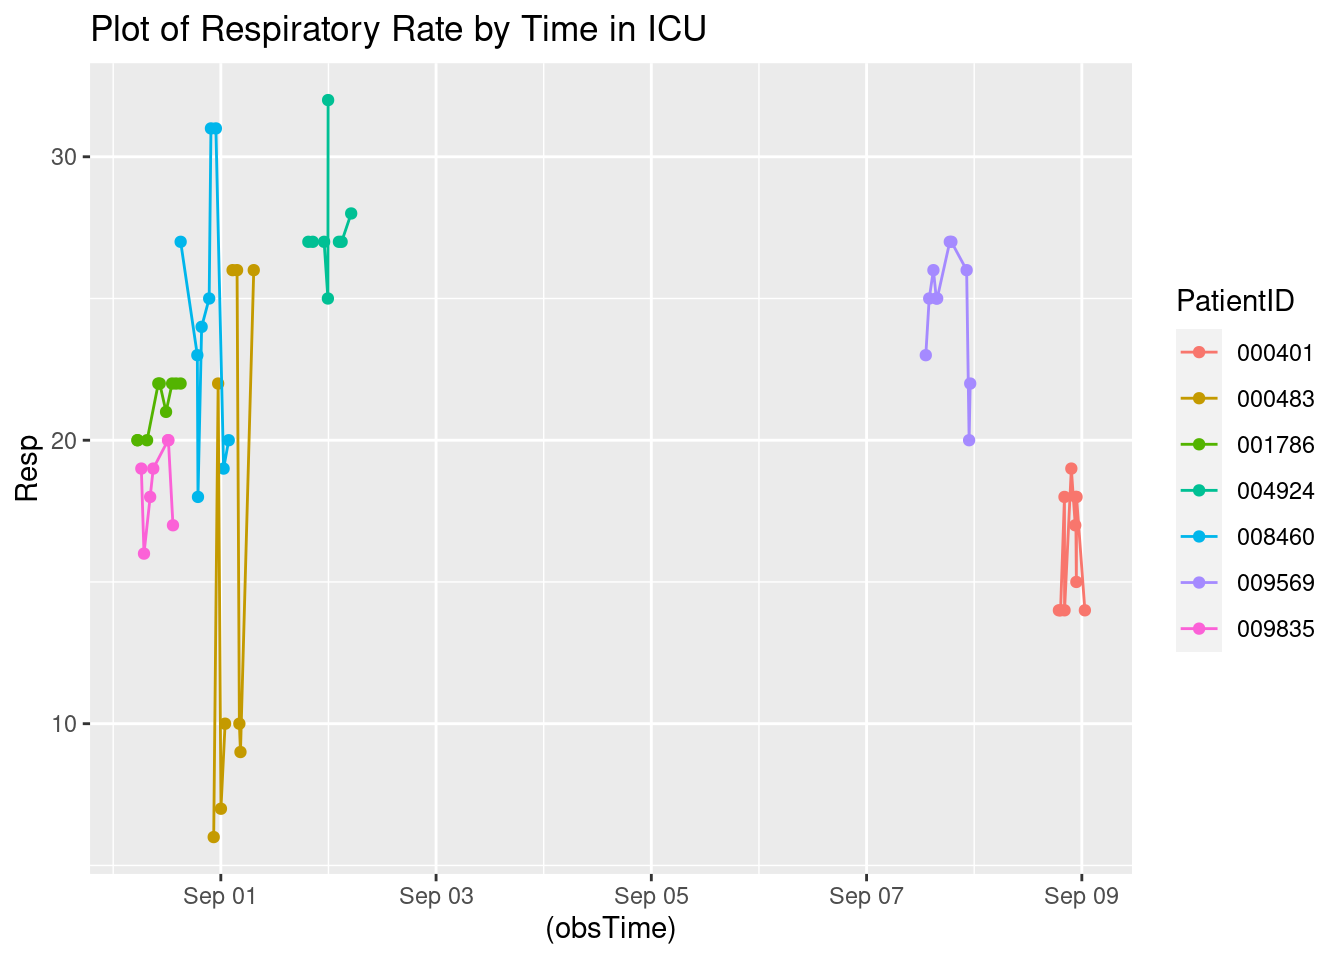 Plot of Respiratory Rate by Time in ICU
30
20
10
Resp
Sep 01
Sep 03
Sep 05
Sep 07
Sep 09
(obsTime)
PatientID
000401
000483
001786
004924
008460
009569
009835